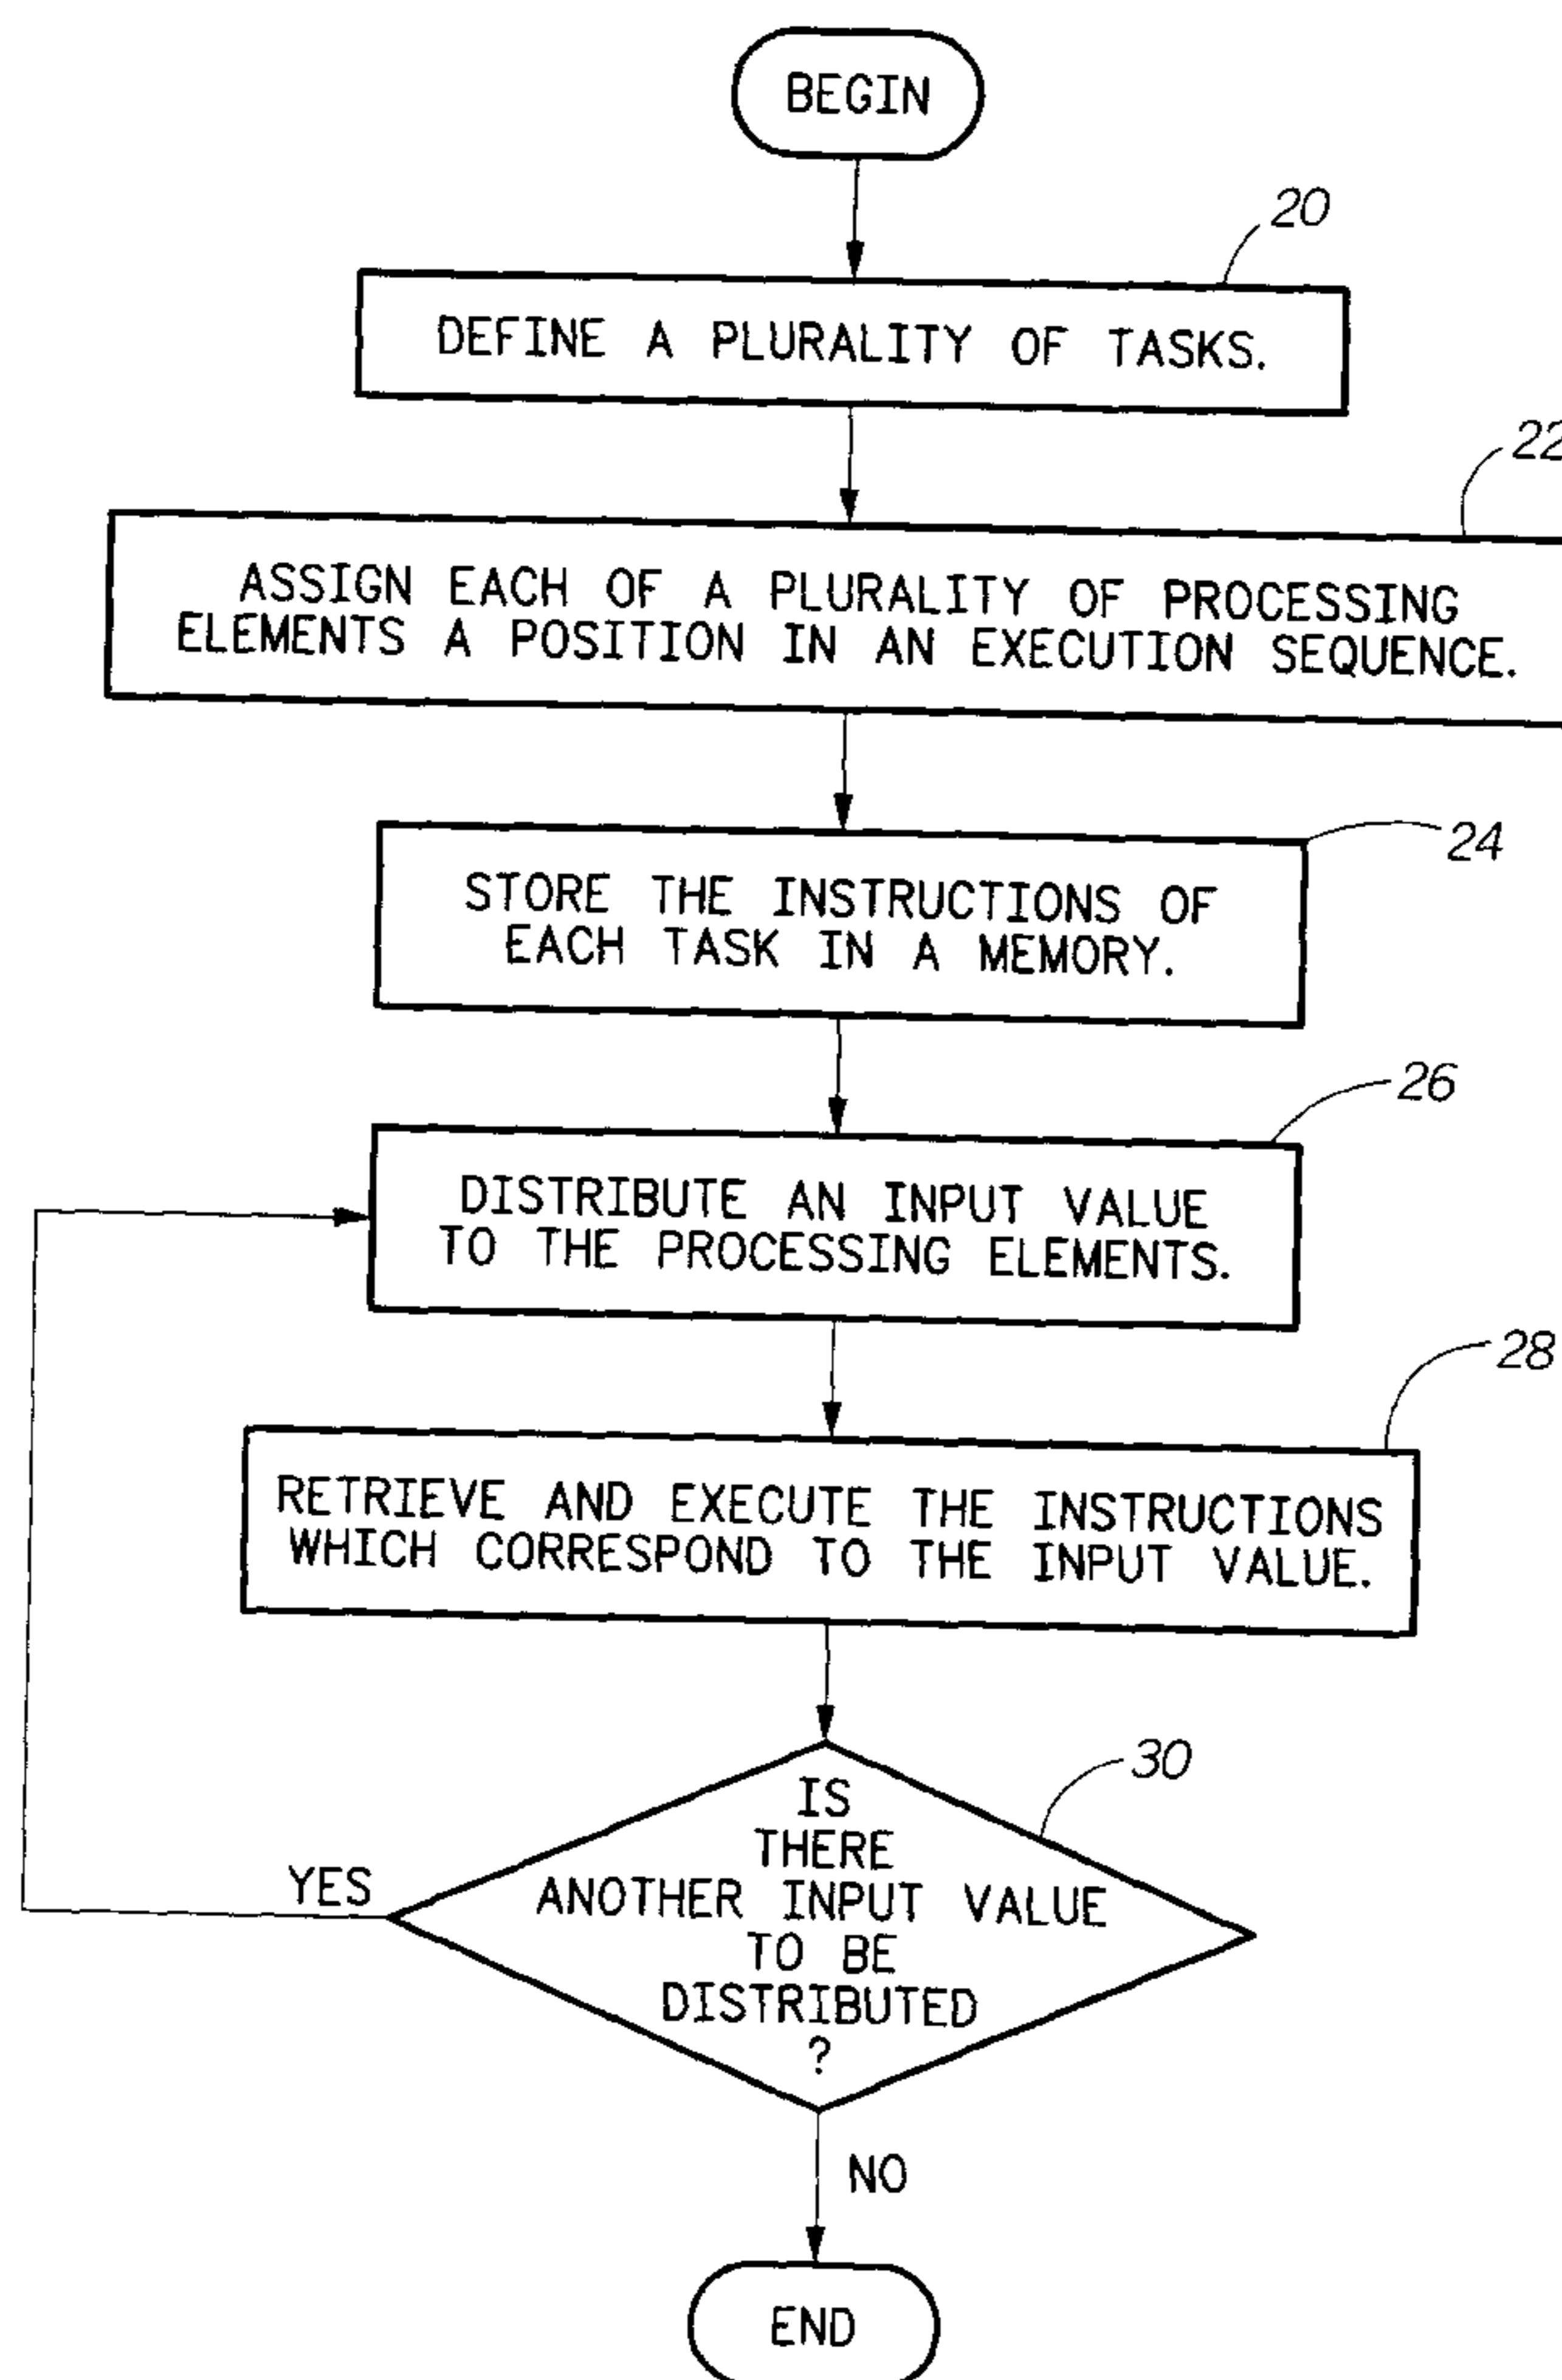 BEGIN
20
DEFINE A PLURALITY OF TASKS.
22
ASSIGN EACH OF A PLURALITY OF PROCESSING
ELEMENTS A POSITION IN AN EXECUTION SEQUENCE.
24
STORE THE INSTRUCTIONS OF
EACH TASK IN A MEMORY.
26
DISTRIBUTE AN INPUT VALUE
TO THE PROCESSING ELEMENTS.
28
RETRIEVE AND EXECUTE THE INSTRUCTIONS
WHICH CORRESPOND TO THE INPUT VALUE.
30
IS
THERE
ANOTHER INPUT VALUE
TO BE
DISTRIBUTED
?
YES
NO
END